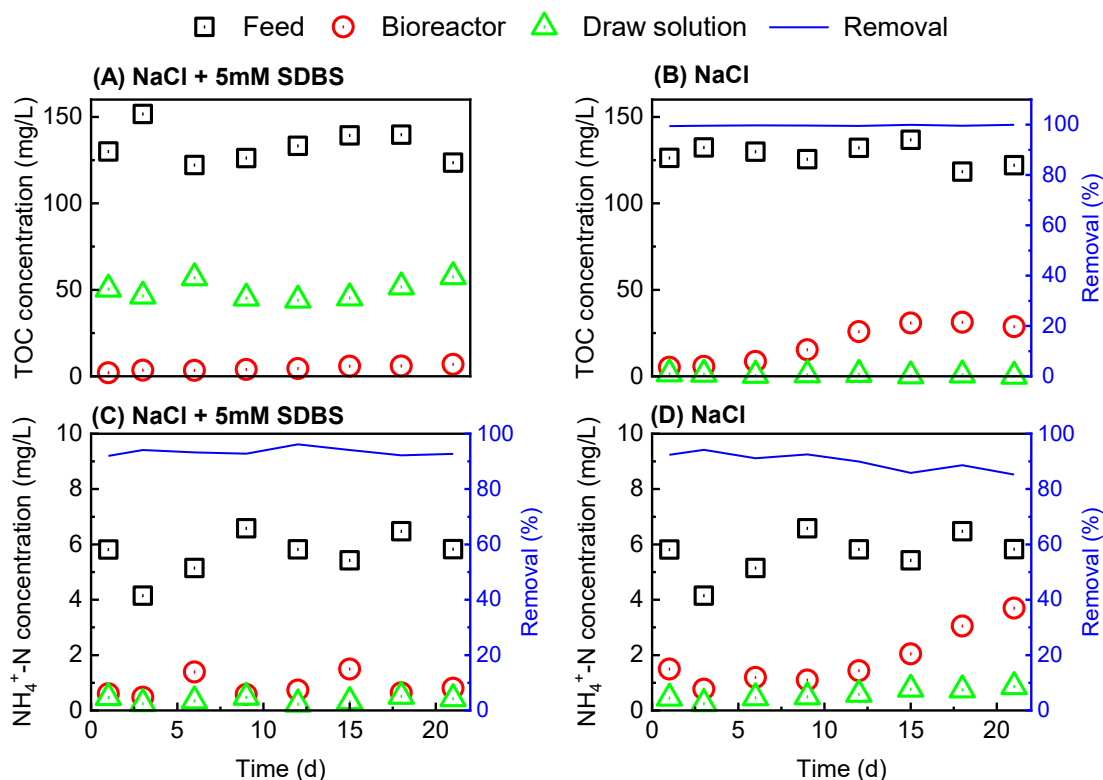 Feed Bioreactor Draw solution Removal
(A) NaCl + 5mM SDBS
TOC concentration (mg/L)
150
100
50
0
(B) NaCl
TOC concentration (mg/L)
150
100
50
0
100
80
60
40
20
0
Removal (%)
(C) NaCl + 5mM SDBS
NH₄⁺-N concentration (mg/L)
10
8
6
4
2
0
100
80
60
40
20
0
Removal (%)
0 5 10 15 20
Time (d)
(D) NaCl
NH₄⁺-N concentration (mg/L)
10
8
6
4
2
0
100
80
60
40
20
0
Removal (%)
0 5 10 15 20
Time (d)